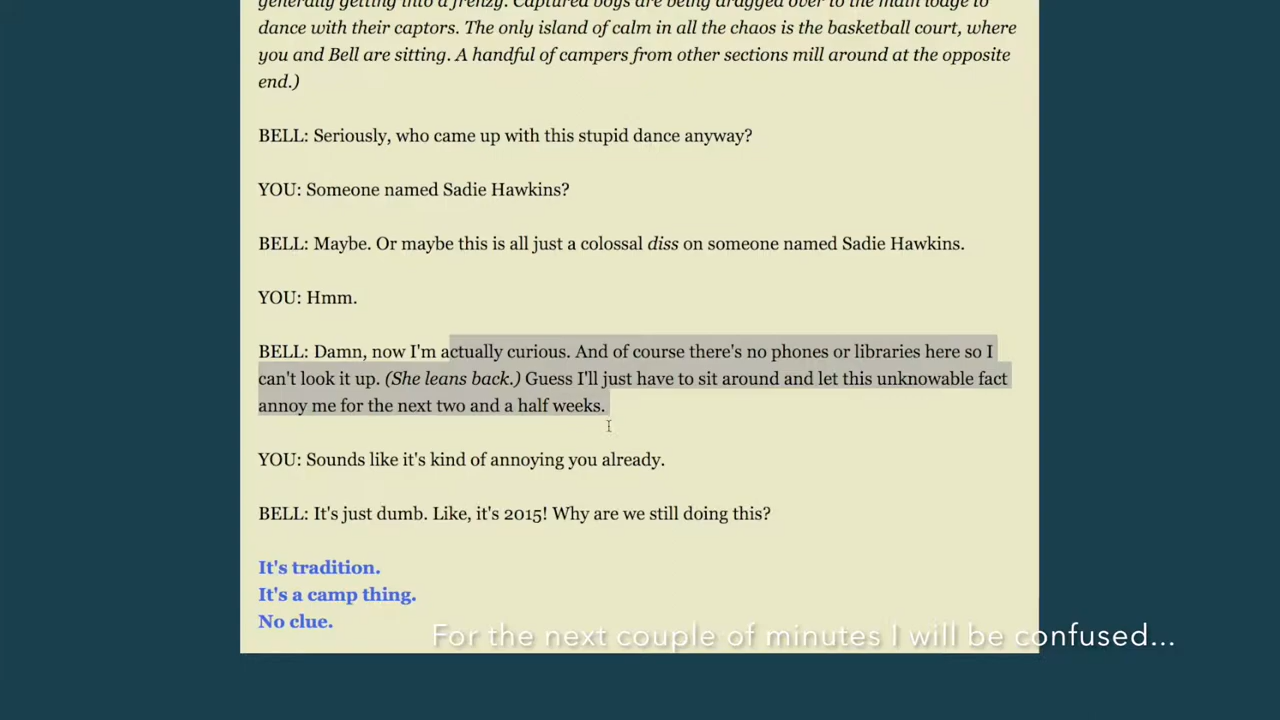 generally getting into a frenzy. Captured boys are being dragged over to the main lodge to
dance with their captors. The only island of calm in all the chaos is the basketball court, where
you and Bell are sitting. A handful of campers from other sections mill around at the opposite
end.)
BELL: Seriously, who came up with this stupid dance anyway?
YOU: Someone named Sadie Hawkins?
BELL: Maybe. Or maybe this is all just a colossal diss on someone named Sadie Hawkins.
YOU: Hmm.
BELL: Damn, now I'm actually curious. And of course there's no phones or libraries here so I
can't look it up. (She leans back.) Guess I'll just have to sit around and let this unknowable fact
annoy me for the next two and a half weeks.
YOU: Sounds like it's kind of annoying you already.
BELL: It's just dumb. Like, it's 2015! Why are we still doing this?
It's tradition.
It's a camp thing.
No clue.
For the next couple of minutes I will be confused...